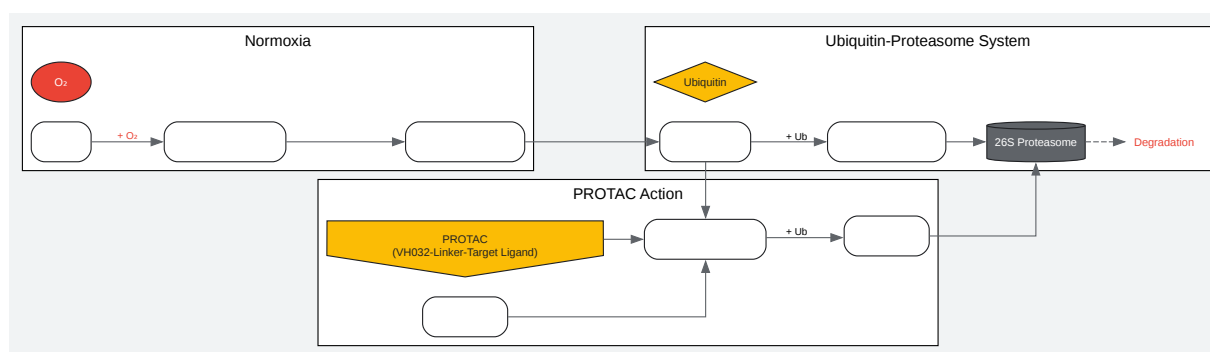 Normoxia
Ubiquitin-Proteasome System
O₂
Ubiquitin
+ O₂
+ Ub
26S Proteasome
Degradation
PROTAC Action
PROTAC
(VH032-Linker-Target Ligand)
+ Ub